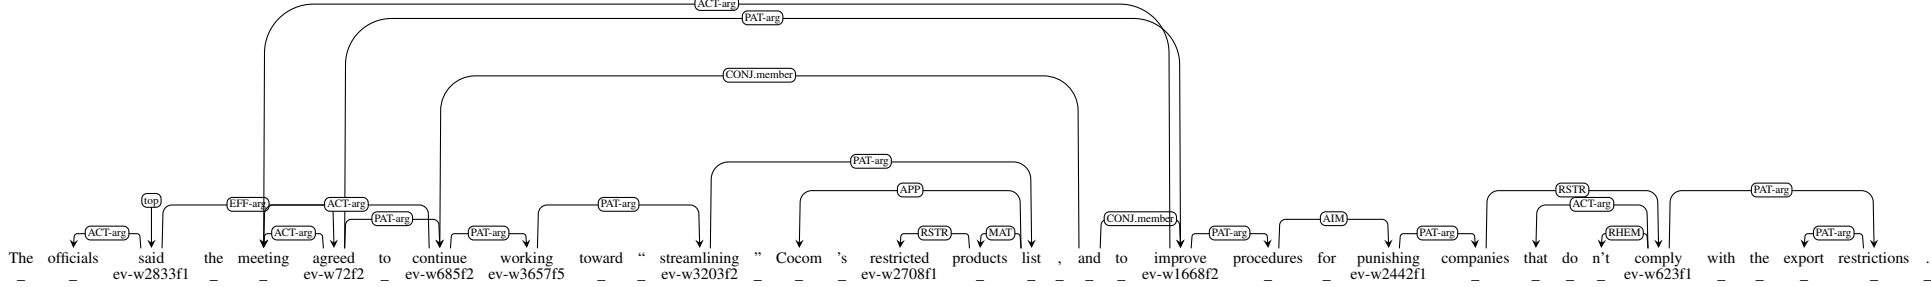 ACT-arg
PAT-arg
CONJ.member
PAT-arg
top EFF-arg ACT-arg PAT-arg APP RSTR ACT-arg PAT-arg
PAT-arg CONJ.member AIM
ACT-arg ACT-arg PAT-arg RSTR MAT PAT-arg PAT-arg RHEM PAT-arg
The officials said the meeting agreed to continue working toward “ streamlining ” Cocom ’s restricted products list , and to improve procedures for punishing companies that do n’t comply with the export restrictions .
_ _ ev-w2833f1 _ _ ev-w72f2 _ ev-w685f2 ev-w3657f5 _ _ ev-w3203f2 _ _ _ ev-w2708f1 _ _ _ _ _ ev-w1668f2 _ _ ev-w2442f1 _ _ _ _ ev-w623f1 _ _ _ _ _